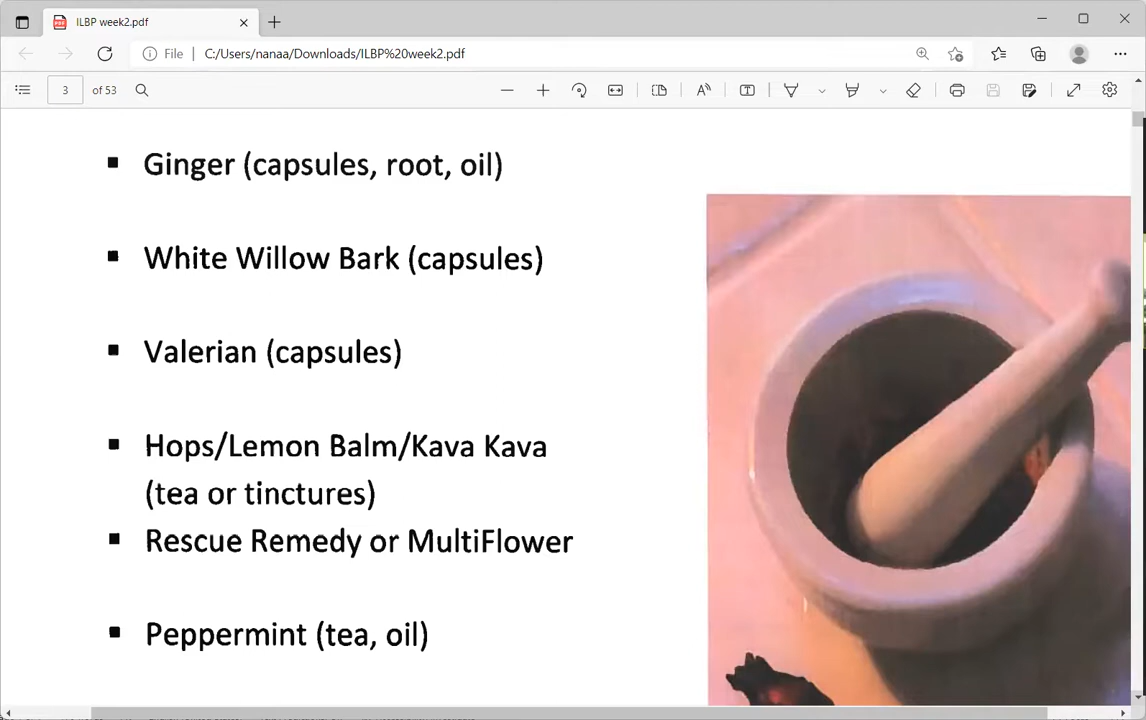 ILBP week2.pdf
File
C:/Users/nanaa/Downloads/ILBP%20week2.pdf
3 of 53
▪ Ginger (capsules, root, oil)
▪ White Willow Bark (capsules)
▪ Valerian (capsules)
▪ Hops/Lemon Balm/Kava Kava
(tea or tinctures)
▪ Rescue Remedy or MultiFlower
▪ Peppermint (tea, oil)